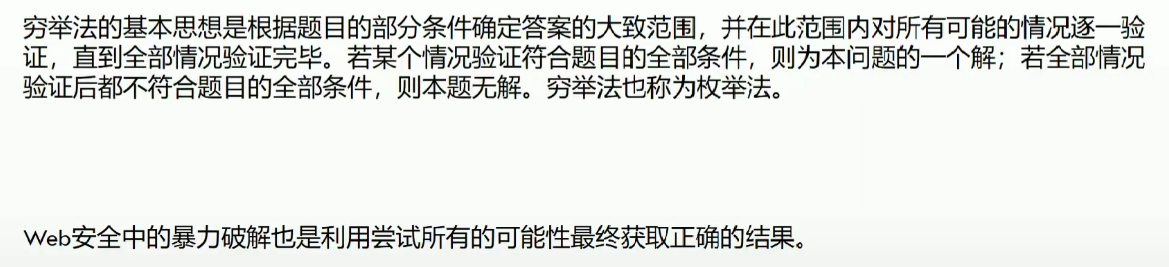 穷举法的基本思想是根据题目的部分条件确定答案的大致范围，并在此范围内对所有可能的情况逐一验
证，直到全部情况验证完毕。若某个情况验证符合题目的全部条件，则为本问题的一个解；若全部情况
验证后都不符合题目的全部条件，则本题无解。穷举法也称为枚举法。
Web安全中的暴力破解也是利用尝试所有的可能性最终获取正确的结果。